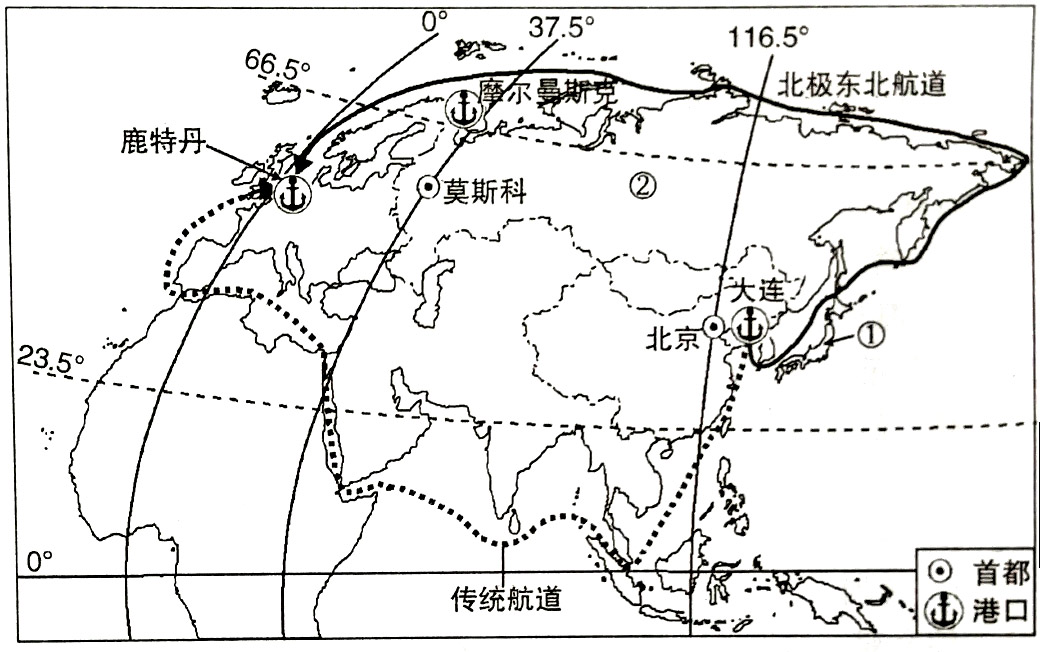 0°
37.5°
116.5°
66.5°
北极东北航道
摩尔曼斯克
鹿特丹
莫斯科
②
大连
北京
①
23.5°
0°
传统航道
首都
港口